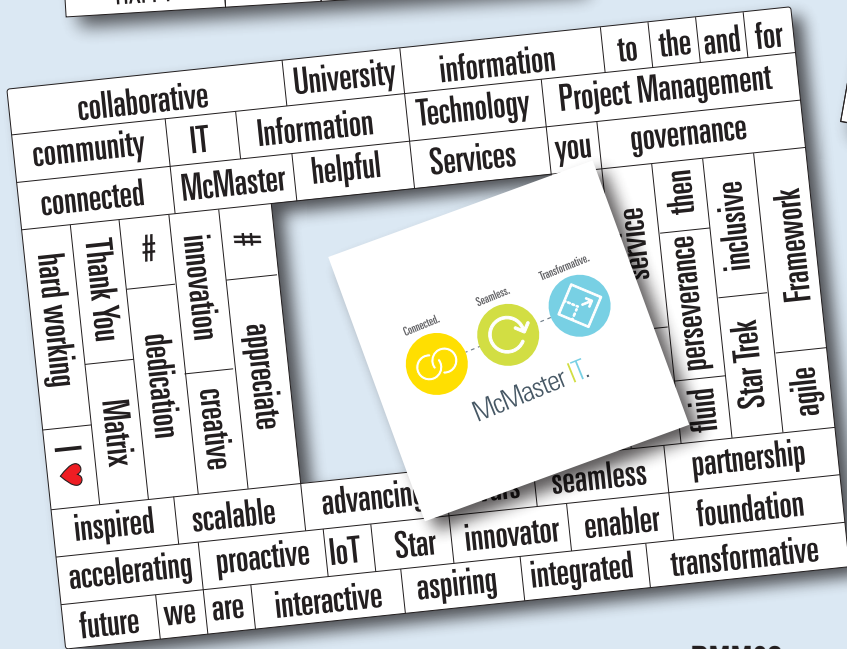 collaborative University information to the and for
community IT Information Technology Project Management
connected McMaster helpful Services you governance
hard working
I
Thank You
Matrix
#
dedication
innovation
creative
#
appreciate
Connected.
Seamless.
Transformative.
McMaster IT.
service
then
perseverance
fluid
inclusive
Star Trek
Framework
agile
inspired scalable advancing seamless partnership
accelerating proactive IoT Star innovator enabler foundation
future we are interactive aspiring integrated transformative